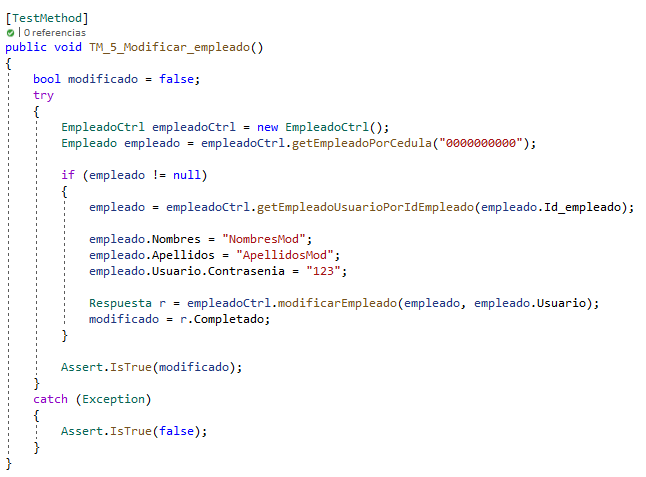 [TestMethod]
| 0 referencias
public void TM_5_Modificar_empleado()
{
bool modificado = false;
try
{
EmpleadoCtrl empleadoCtrl = new EmpleadoCtrl();
Empleado empleado = empleadoCtrl.getEmpleadoPorCedula("0000000000");
if (empleado != null)
{
empleado = empleadoCtrl.getEmpleadoUsuarioPorIdEmpleado(empleado.Id_empleado);
empleado.Nombres = "NombresMod";
empleado.Apellidos = "ApellidosMod";
empleado.Usuario.Contrasenia = "123";
Respuesta r = empleadoCtrl.modificarEmpleado(empleado, empleado.Usuario);
modificado = r.Completado;
}
Assert.IsTrue(modificado);
}
catch (Exception)
{
Assert.IsTrue(false);
}
}